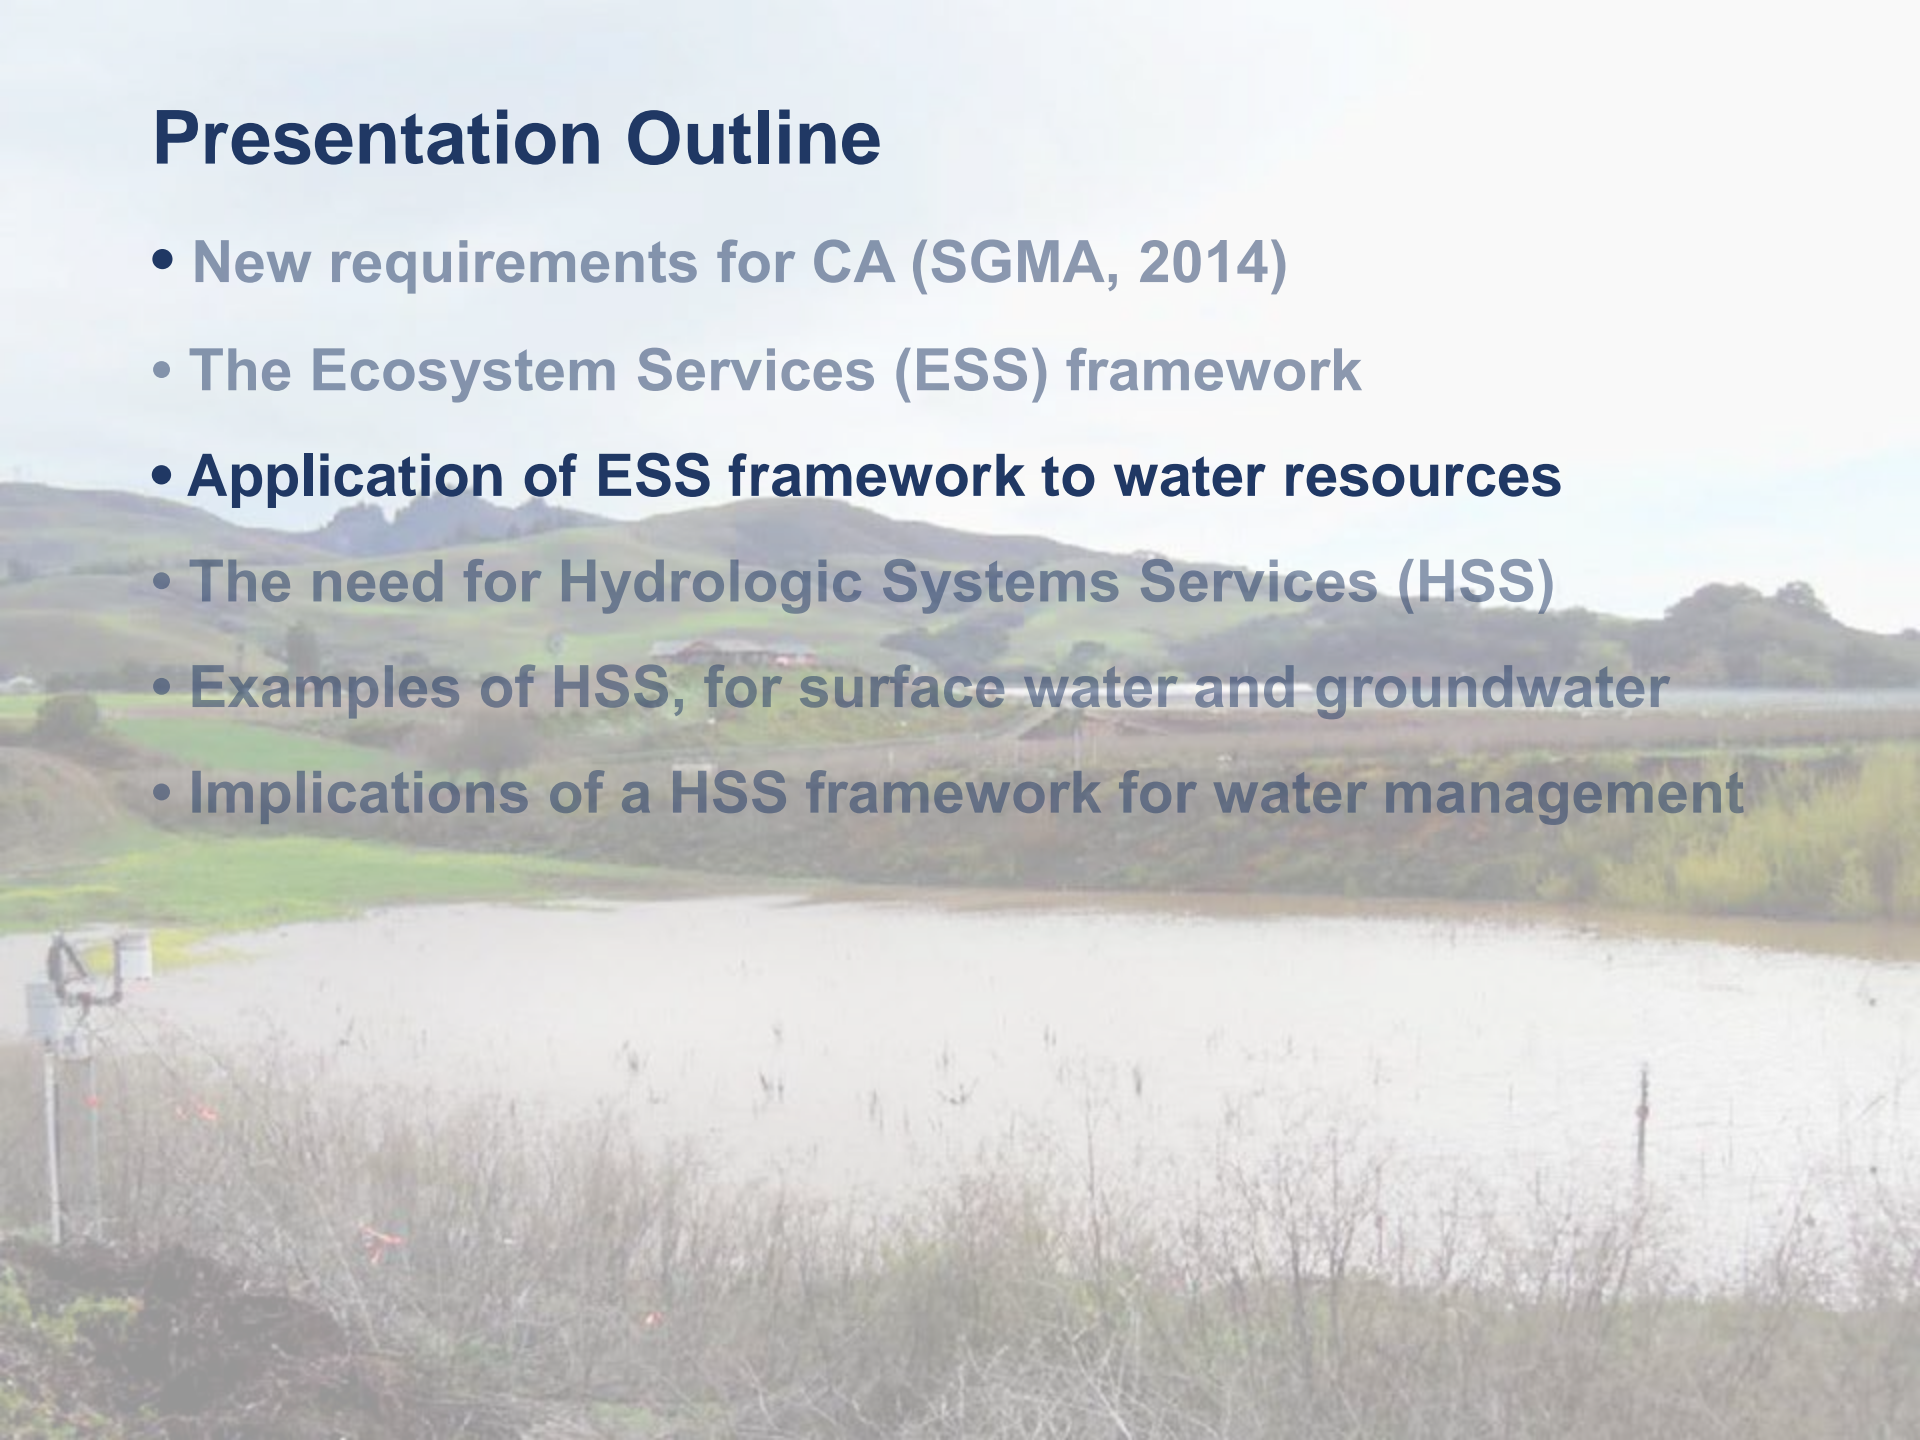 Presentation Outline
• New requirements for CA (SGMA, 2014)
• The Ecosystem Services (ESS) framework
• Application of ESS framework to water resources
• The need for Hydrologic Systems Services (HSS)
• Examples of HSS, for surface water and groundwater
• Implications of a HSS framework for water management